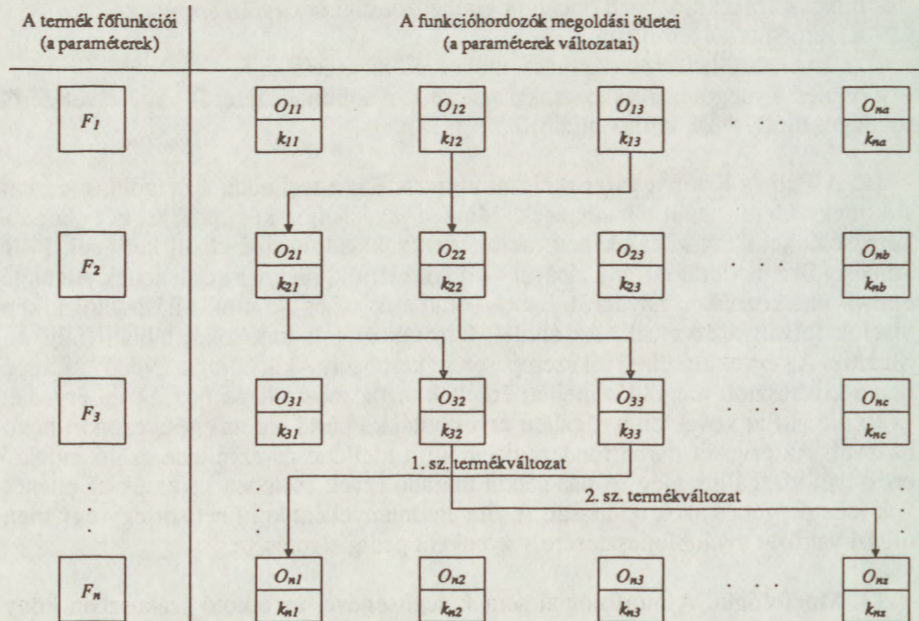 A termék főfunkciói
(a paraméterek)
A funkcióhordozók megoldási ötletei
(a paraméterek változatai)
F1
O11
k11
O12
k12
O13
k13
. . .
Ona
kna
F2
O21
k21
O22
k22
O23
k23
. . .
Onb
knb
F3
O31
k31
O32
k32
O33
k33
. . .
Onc
knc
1. sz. termékváltozat
2. sz. termékváltozat
Fn
On1
kn1
On2
kn2
On3
kn3
. . .
Onz
knz